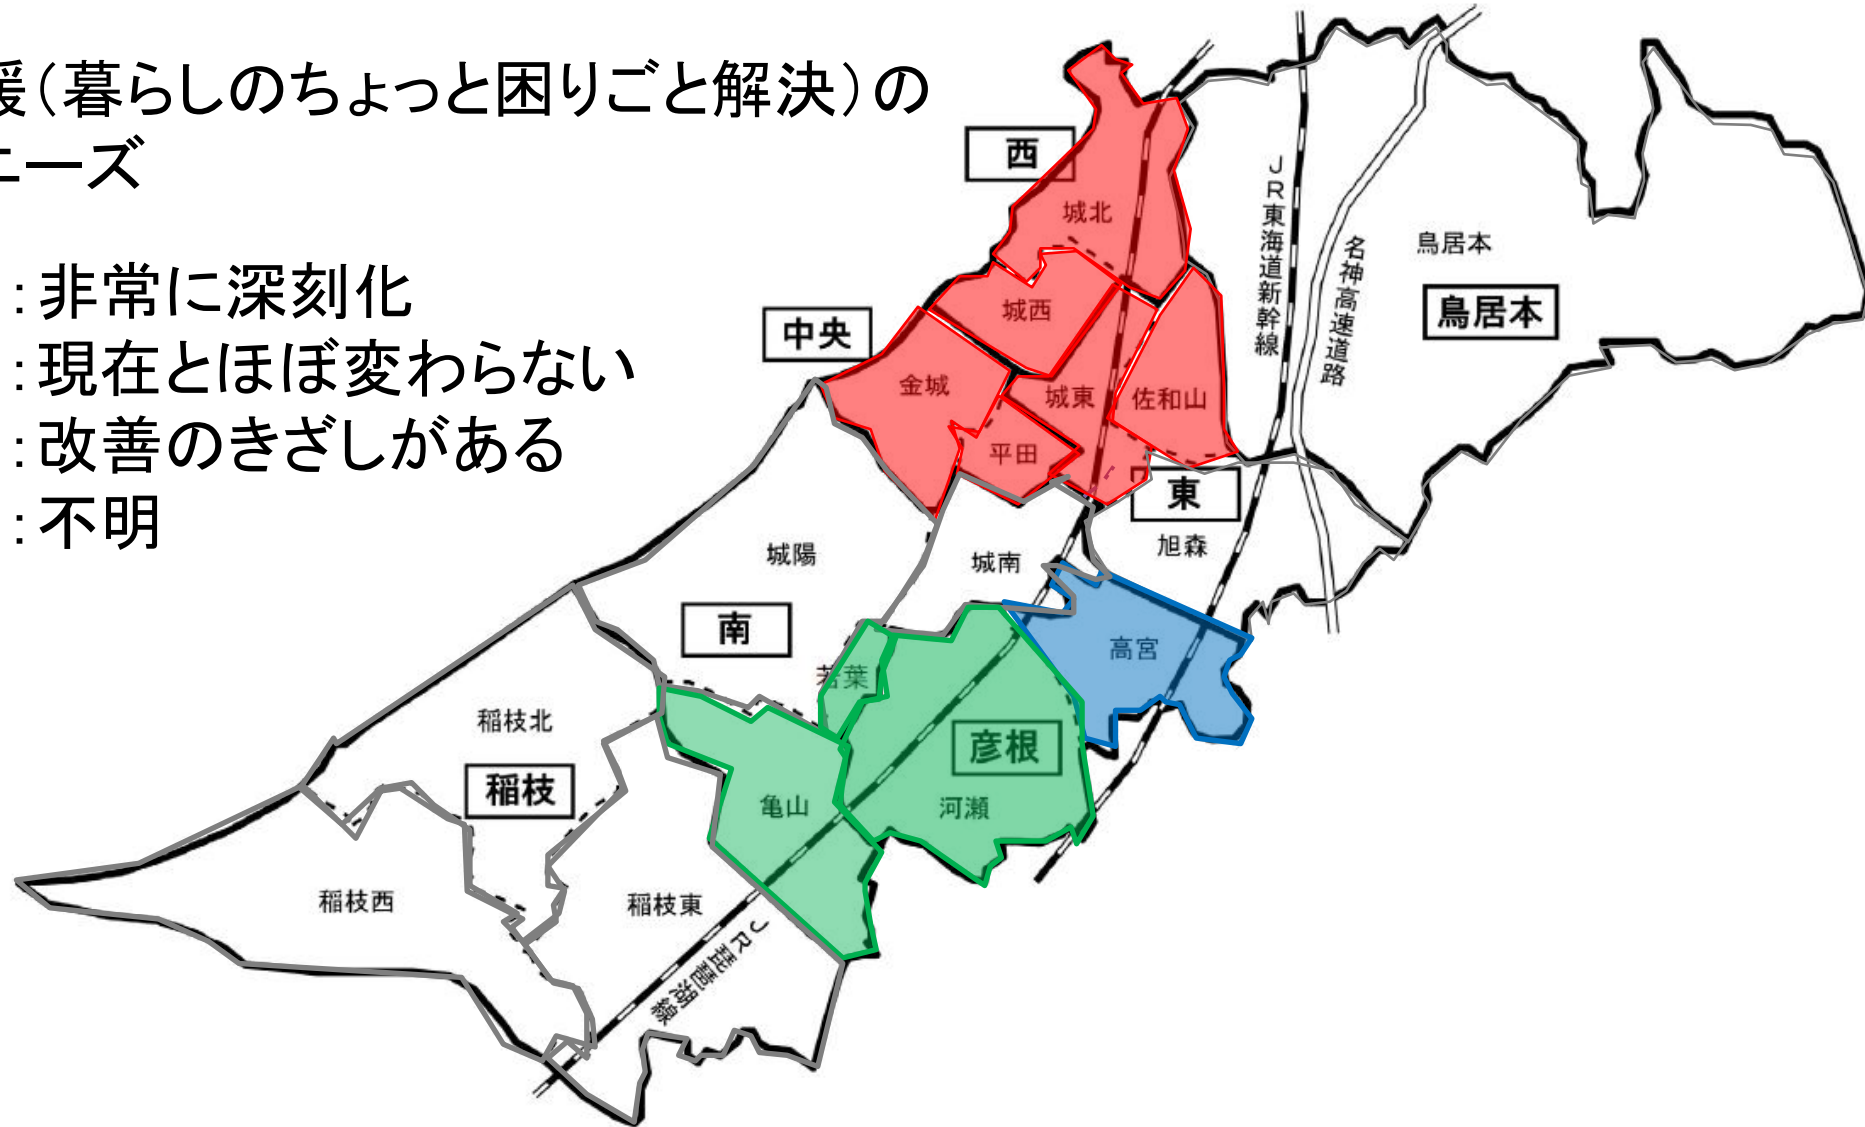 援（暮らしのちょっと困りごと解決）の
ニーズ
：非常に深刻化
：現在とほぼ変わらない
：改善のきざしがある
：不明
西
城北
城西
中央
金城
城東
佐和山
平田
JR東海道新幹線
名神高速道路
鳥居本
鳥居本
東
旭森
城陽
城南
南
高宮
若葉
稲枝北
彦根
稲枝
亀山
河瀬
稲枝西
稲枝東
JR琵琶湖線